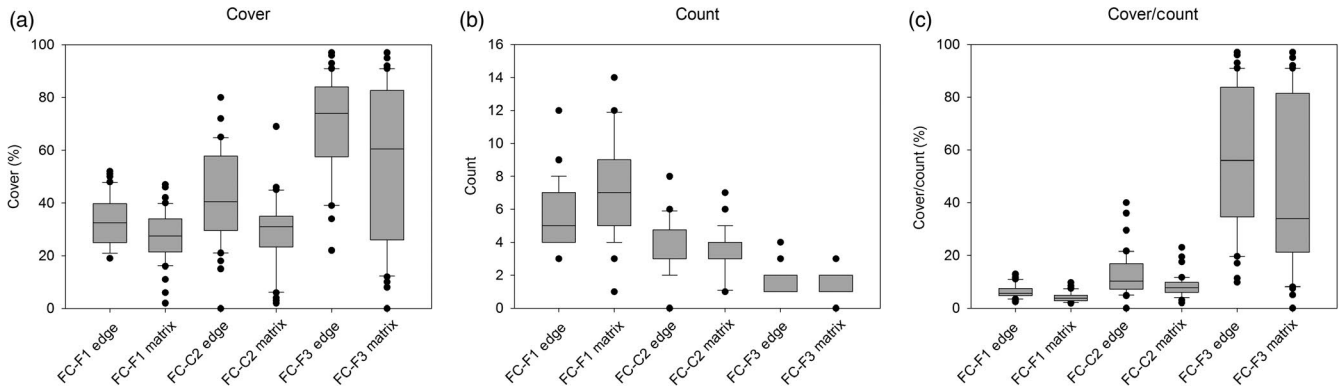 (a)
Cover
100
80
60
40
20
0
Cover (%)
FC-F1 edge
FC-F1 matrix
FC-C2 edge
FC-C2 matrix
FC-F3 edge
FC-F3 matrix
(b)
Count
16
14
12
10
8
6
4
2
0
Count
FC-F1 edge
FC-F1 matrix
FC-C2 edge
FC-C2 matrix
FC-F3 edge
FC-F3 matrix
(c)
Cover/count
100
80
60
40
20
0
Cover/count (%)
FC-F1 edge
FC-F1 matrix
FC-C2 edge
FC-C2 matrix
FC-F3 edge
FC-F3 matrix